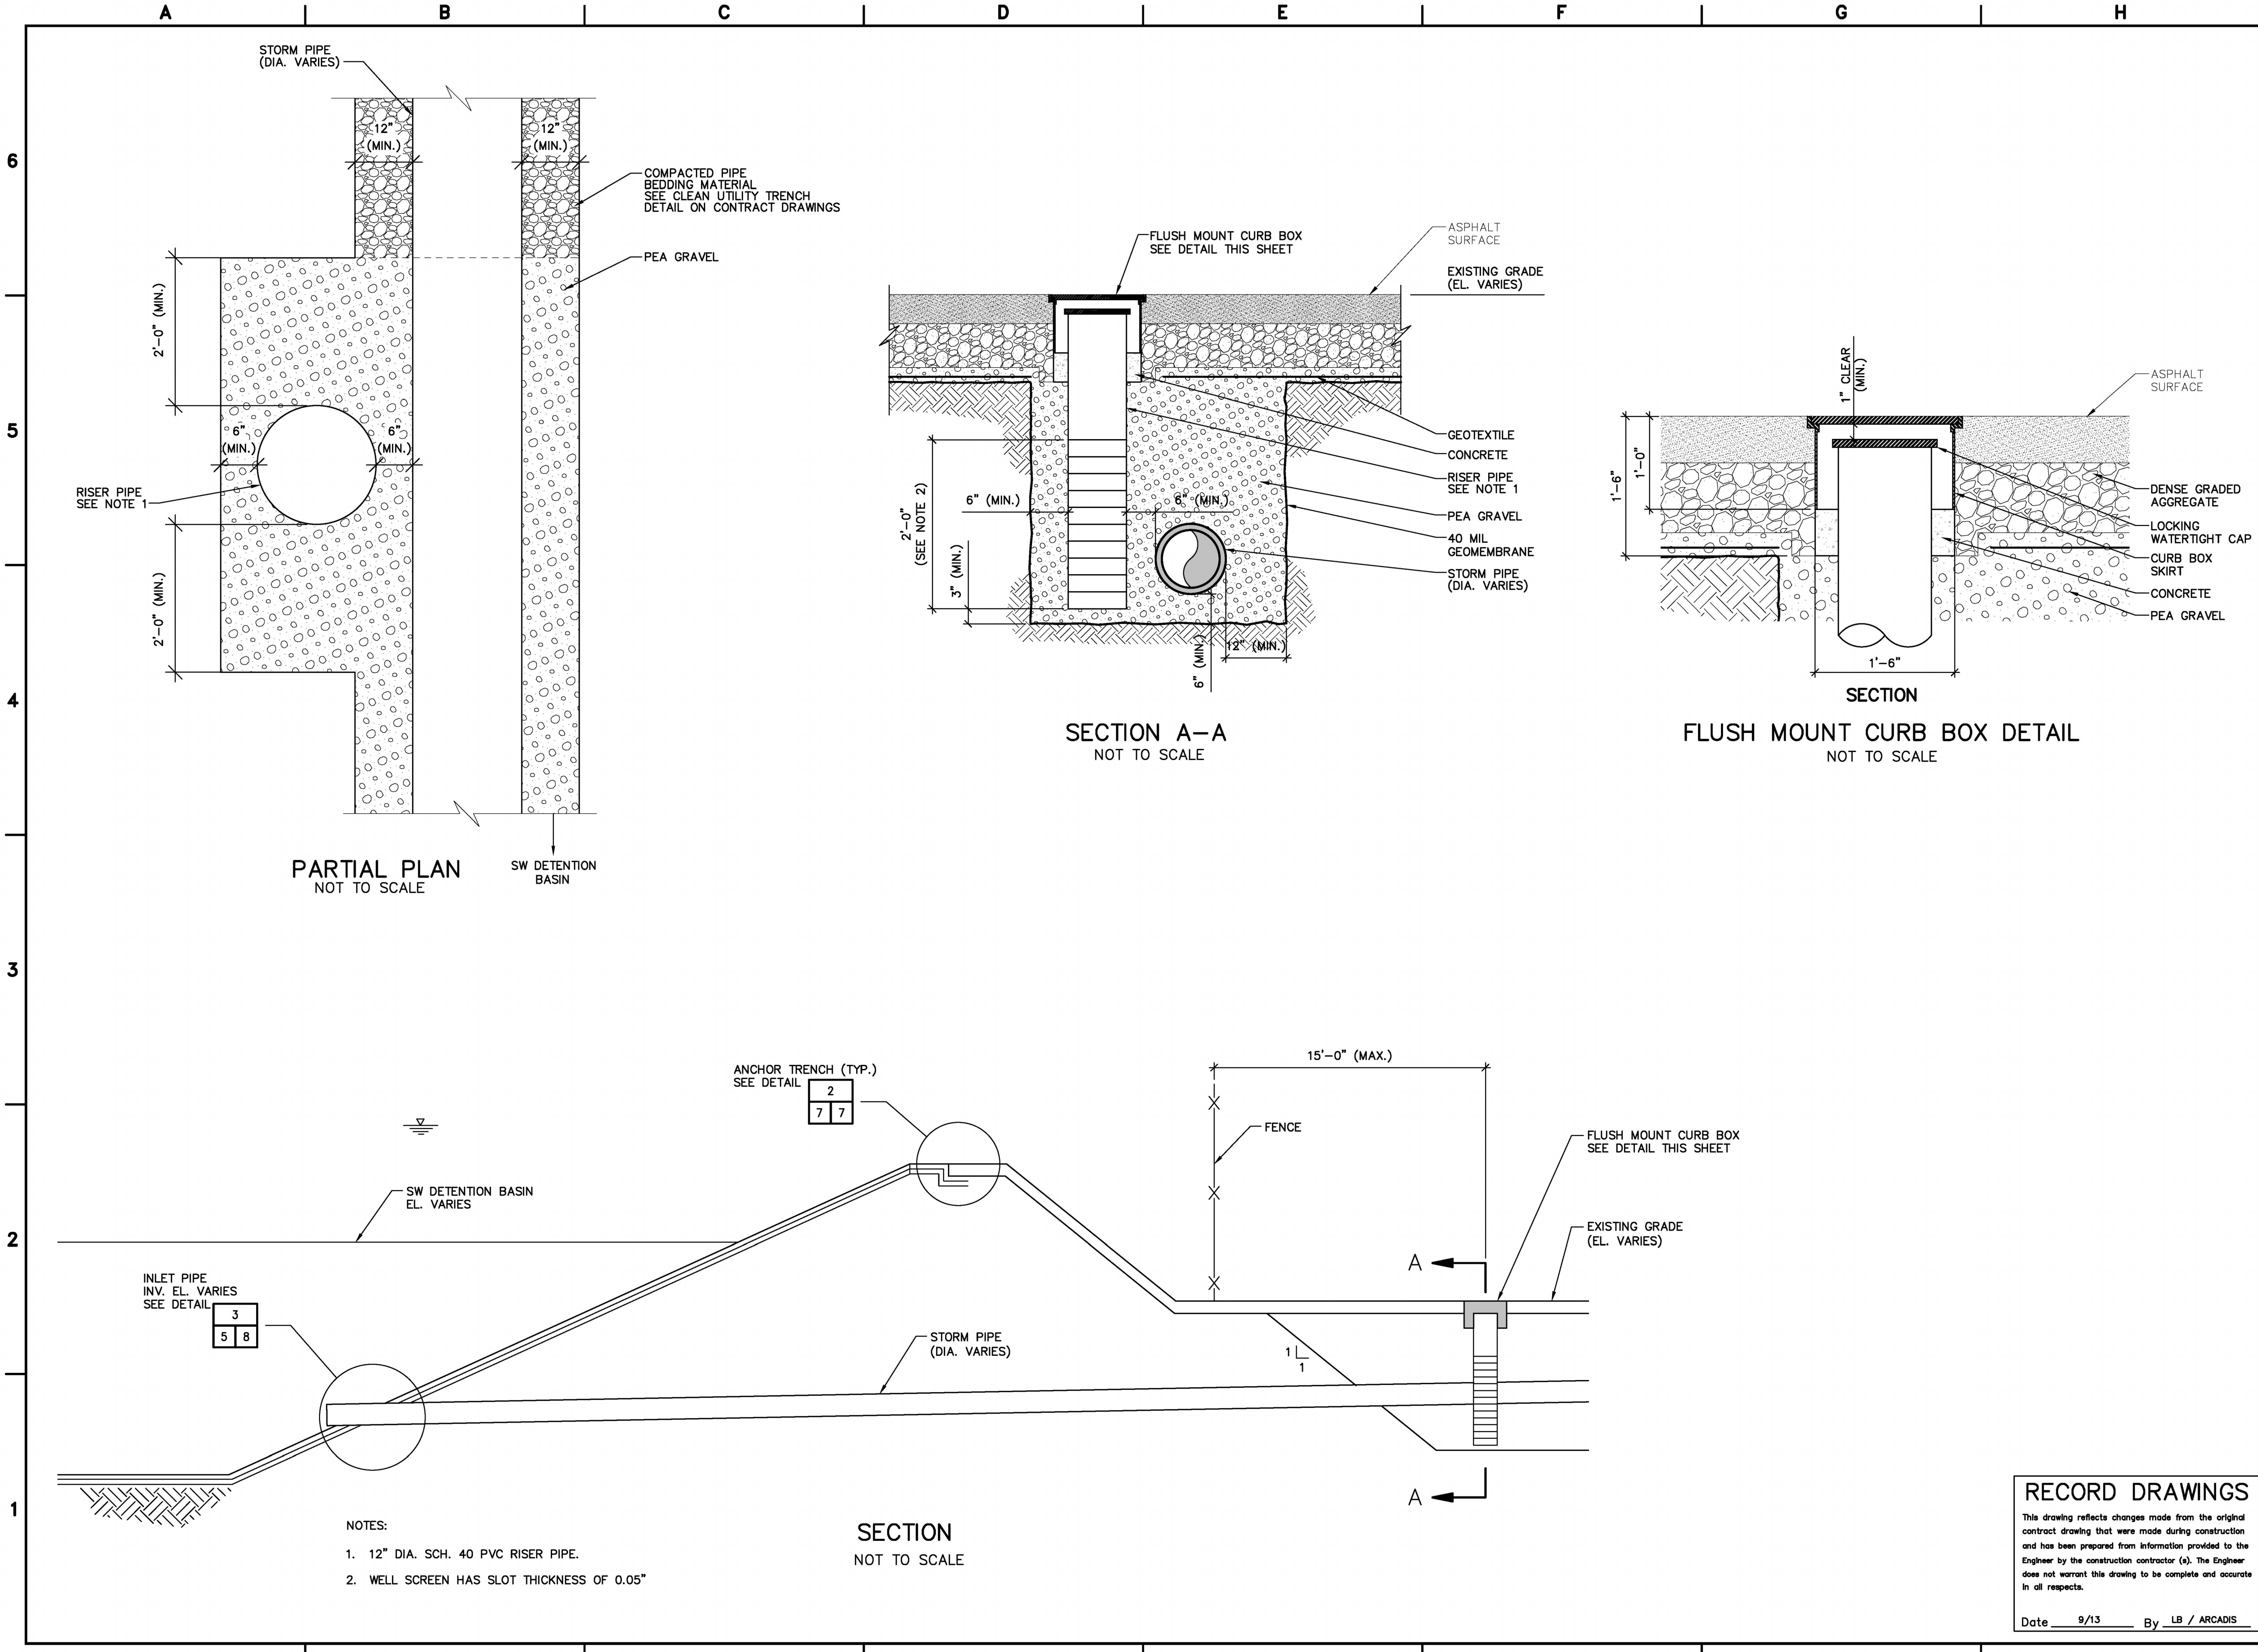 A B C D E F G H
6
5
4
3
2
1
STORM PIPE
(DIA. VARIES)
12"
(MIN.)
12"
(MIN.)
COMPACTED PIPE
BEDDING MATERIAL
SEE CLEAN UTILITY TRENCH
DETAIL ON CONTRACT DRAWINGS
PEA GRAVEL
2'-0" (MIN.)
6"
(MIN.)
6"
(MIN.)
RISER PIPE
SEE NOTE 1
2'-0" (MIN.)
PARTIAL PLAN
NOT TO SCALE
SW DETENTION
BASIN
FLUSH MOUNT CURB BOX
SEE DETAIL THIS SHEET
ASPHALT
SURFACE
EXISTING GRADE
(EL. VARIES)
GEOTEXTILE
CONCRETE
RISER PIPE
SEE NOTE 1
PEA GRAVEL
40 MIL
GEOMEMBRANE
STORM PIPE
(DIA. VARIES)
2'-0"
(SEE NOTE 2)
6" (MIN.)
6" (MIN.)
3" (MIN.)
6" (MIN.)
12" (MIN.)
SECTION A-A
NOT TO SCALE
1" CLEAR
(MIN.)
ASPHALT
SURFACE
1'-6"
1'-0"
DENSE GRADED
AGGREGATE
LOCKING
WATERTIGHT CAP
CURB BOX
SKIRT
CONCRETE
PEA GRAVEL
1'-6"
SECTION
FLUSH MOUNT CURB BOX DETAIL
NOT TO SCALE
ANCHOR TRENCH (TYP.)
SEE DETAIL
2
7 7
15'-0" (MAX.)
FENCE
FLUSH MOUNT CURB BOX
SEE DETAIL THIS SHEET
SW DETENTION BASIN
EL. VARIES
EXISTING GRADE
(EL. VARIES)
A
INLET PIPE
INV. EL. VARIES
SEE DETAIL
3
5 8
STORM PIPE
(DIA. VARIES)
1
1
A
SECTION
NOT TO SCALE
NOTES:
1. 12" DIA. SCH. 40 PVC RISER PIPE.
2. WELL SCREEN HAS SLOT THICKNESS OF 0.05"
RECORD DRAWINGS
This drawing reflects changes made from the original
contract drawing that were made during construction
and has been prepared from information provided to the
Engineer by the construction contractor (s). The Engineer
does not warrant this drawing to be complete and accurate
in all respects.
Date 9/13 By LB / ARCADIS